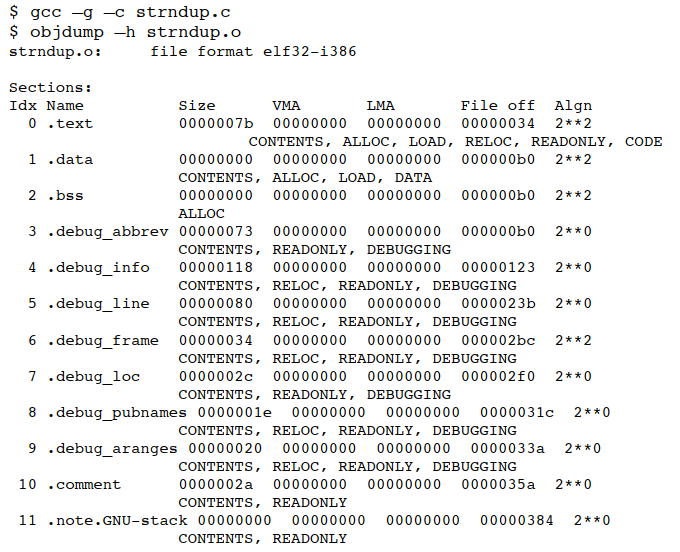 $ gcc –g –c strndup.c
$ objdump –h strndup.o
strndup.o:     file format elf32-i386
Sections:
Idx Name          Size      VMA       LMA       File off  Algn
  0 .text         0000007b  00000000  00000000  00000034  2**2
                  CONTENTS, ALLOC, LOAD, RELOC, READONLY, CODE
  1 .data         00000000  00000000  00000000  000000b0  2**2
                  CONTENTS, ALLOC, LOAD, DATA
  2 .bss          00000000  00000000  00000000  000000b0  2**2
                  ALLOC
  3 .debug_abbrev 00000073  00000000  00000000  000000b0  2**0
                  CONTENTS, READONLY, DEBUGGING
  4 .debug_info   00000118  00000000  00000000  00000123  2**0
                  CONTENTS, RELOC, READONLY, DEBUGGING
  5 .debug_line   00000080  00000000  00000000  0000023b  2**0
                  CONTENTS, RELOC, READONLY, DEBUGGING
  6 .debug_frame  00000034  00000000  00000000  000002bc  2**2
                  CONTENTS, RELOC, READONLY, DEBUGGING
  7 .debug_loc    0000002c  00000000  00000000  000002f0  2**0
                  CONTENTS, READONLY, DEBUGGING
  8 .debug_pubnames 0000001e  00000000  00000000  0000031c  2**0
                  CONTENTS, RELOC, READONLY, DEBUGGING
  9 .debug_aranges 00000020  00000000  00000000  0000033a  2**0
                  CONTENTS, RELOC, READONLY, DEBUGGING
 10 .comment      0000002a  00000000  00000000  0000035a  2**0
                  CONTENTS, READONLY
 11 .note.GNU-stack 00000000  00000000  00000000  00000384  2**0
                  CONTENTS, READONLY